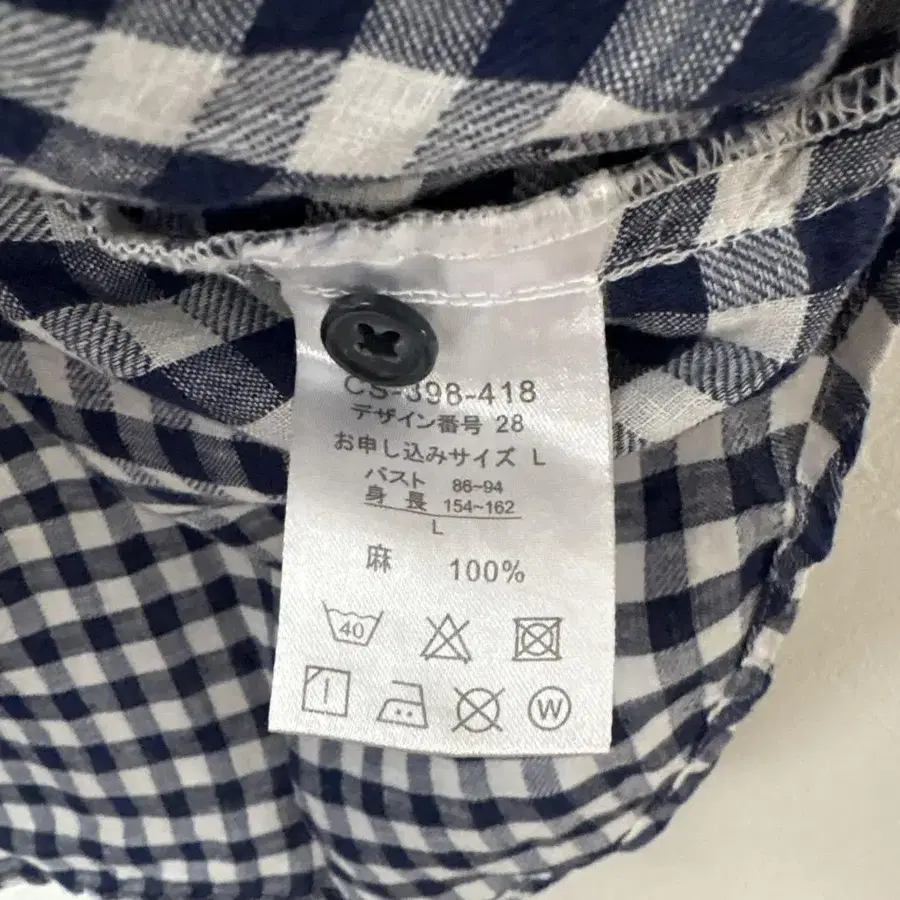 CS-398-418
デザイン番号 28
お申し込みサイズ L
バスト 86~94
身長 154~162
L
麻 100%
40
W